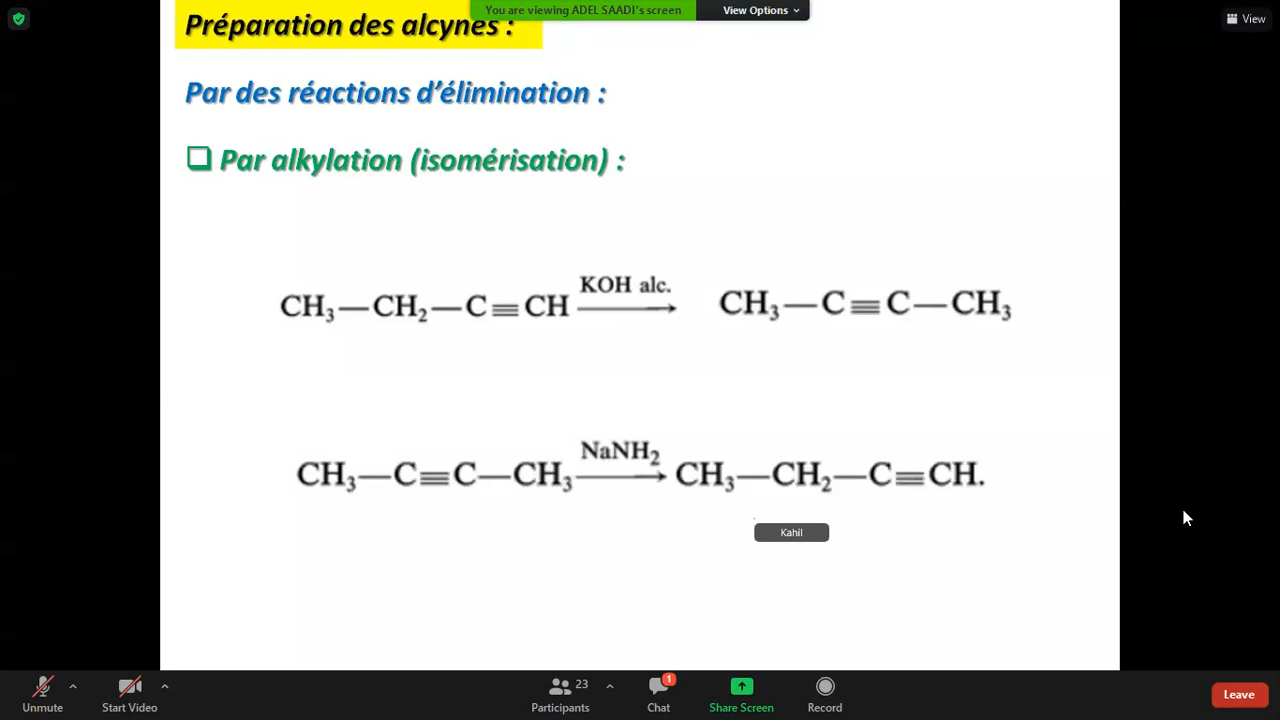 You are viewing ADEL SAADI's screen
View Options
View
Préparation des alcynes :
Par des réactions d'élimination :
Par alkylation (isomérisation) :
CH₃—CH₂—C≡CH KOH alc. CH₃—C≡C—CH₃
CH₃—C≡C—CH₃ NaNH₂ CH₃—CH₂—C≡CH.
Kahil
23
1
Unmute
Start Video
Participants
Chat
Share Screen
Record
Leave